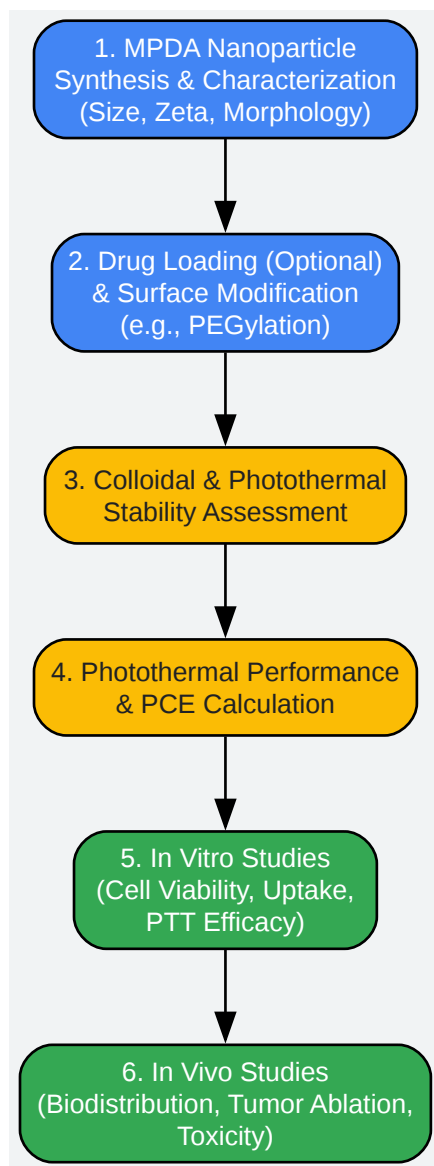 1. MPDA Nanoparticle
Synthesis & Characterization
(Size, Zeta, Morphology)
2. Drug Loading (Optional)
& Surface Modification
(e.g., PEGylation)
3. Colloidal & Photothermal
Stability Assessment
4. Photothermal Performance
& PCE Calculation
5. In Vitro Studies
(Cell Viability, Uptake,
PTT Efficacy)
6. In Vivo Studies
(Biodistribution, Tumor Ablation,
Toxicity)